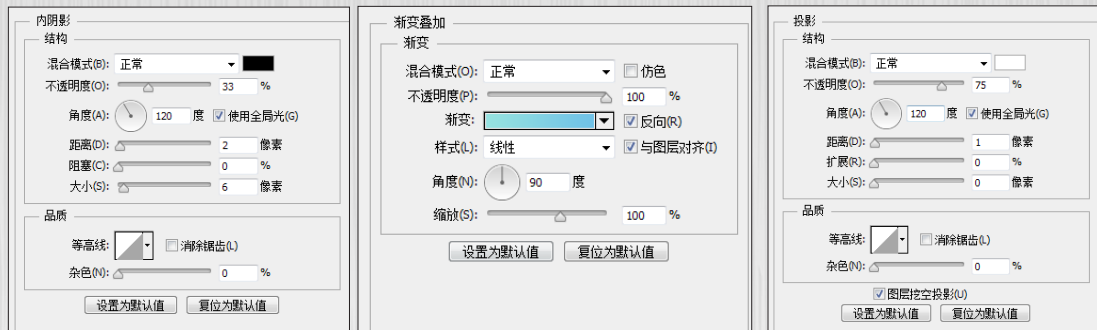 内阴影
结构
混合模式(B): 正常
不透明度(O): 33 %
角度(A): 120 度 使用全局光(G)
距离(D): 2 像素
阻塞(C): 0 %
大小(S): 6 像素
品质
等高线: 消除锯齿(L)
杂色(N): 0 %
设置为默认值 复位为默认值
渐变叠加
渐变
混合模式(O): 正常 仿色
不透明度(P): 100 %
渐变: 反向(R)
样式(L): 线性 与图层对齐(I)
角度(N): 90 度
缩放(S): 100 %
设置为默认值 复位为默认值
投影
结构
混合模式(B): 正常
不透明度(O): 75 %
角度(A): 120 度 使用全局光(G)
距离(D): 1 像素
扩展(R): 0 %
大小(S): 0 像素
品质
等高线: 消除锯齿(L)
杂色(N): 0 %
图层挖空投影(U)
设置为默认值 复位为默认值